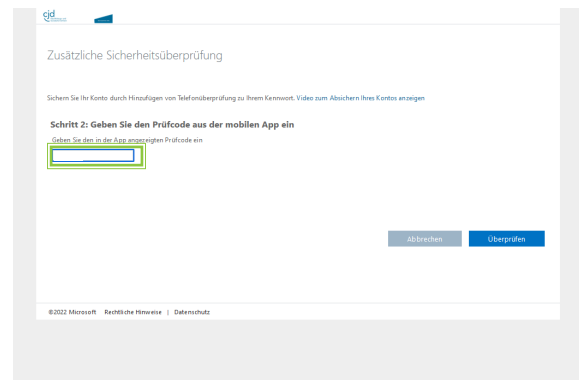 cjd
Zusätzliche Sicherheitsüberprüfung
Sichern Sie Ihr Konto durch Hinzufügen von Telefonüberprüfung zu Ihrem Kennwort. Video zum Absichern Ihres Kontos anzeigen
Schritt 2: Geben Sie den Prüfcode aus der mobilen App ein
Geben Sie den in der App angezeigten Prüfcode ein
Abbrechen Überprüfen
©2022 Microsoft Rechtliche Hinweise | Datenschutz